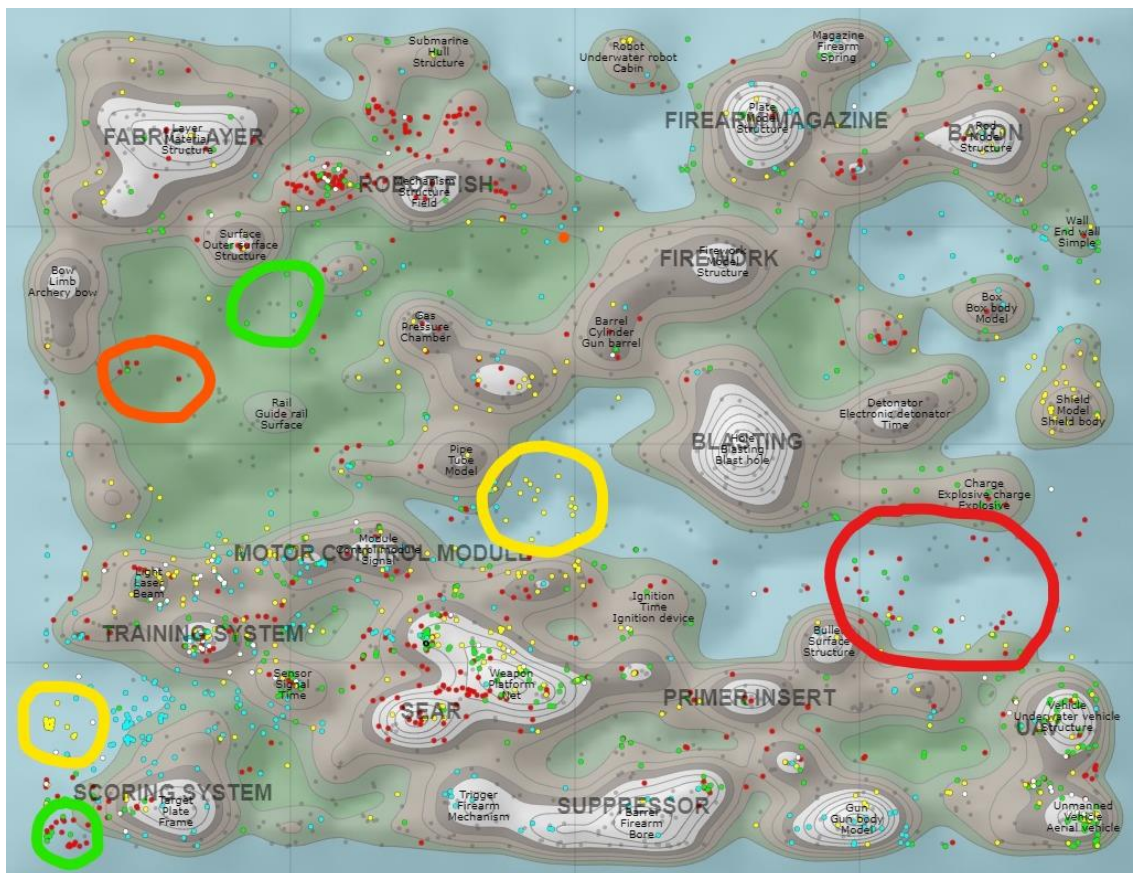 Submarine
Hull
Structure
Robot
Underwater robot
Cabin
Magazine
Firearm
Spring
FABRIC LAYER
Layer
Material
Structure
Plate
Model
Structure
FIREARM MAGAZINE
BATON
Rod
Model
Structure
Mechanism
Structure
Field
Surface
Outer surface
Structure
Wall
End wall
Simple
Bow
Limb
Archery bow
FIREWORK
Firework
Model
Structure
Gas
Pressure
Chamber
Barrel
Cylinder
Gun barrel
Box
Box body
Model
Rail
Guide rail
Surface
Detonator
Electronic detonator
Time
Shield
Model
Shield body
BLASTING
Hole
Blasting
Blast hole
Pipe
Tube
Model
Charge
Explosive charge
Explosive
MOTOR CONTROL MODULE
Module
Control module
Signal
Light
Laser
Beam
Ignition
Time
Ignition device
TRAINING SYSTEM
Bullet
Surface
Structure
Sensor
Signal
Time
Weapon
Platform
Net
SEAR
PRIMER INSERT
Vehicle
Underwater vehicle
Structure
UAV
SCORING SYSTEM
Target
Plate
Frame
Trigger
Firearm
Mechanism
SUPPRESSOR
Barrel
Firearm
Bore
Gun
Gun body
Model
Unmanned
Vehicle
Aerial vehicle